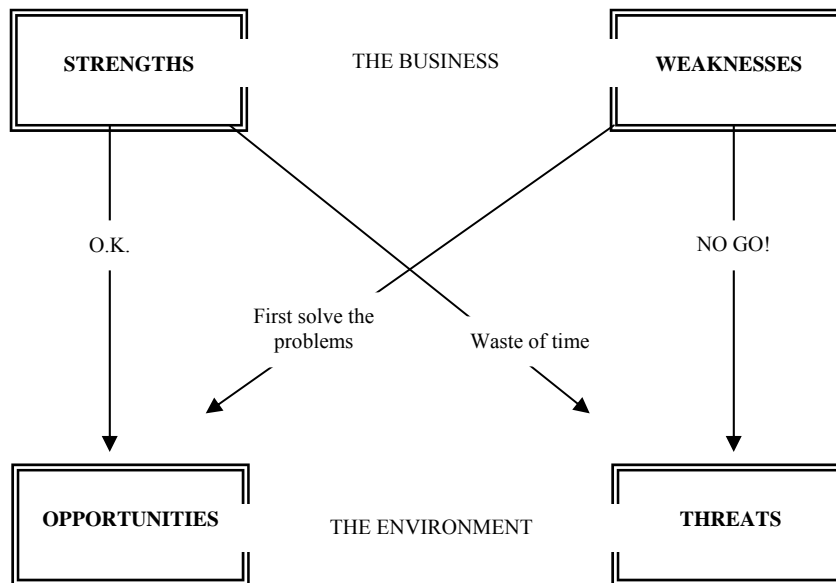 STRENGTHS
THE BUSINESS
WEAKNESSES
O.K.
NO GO!
First solve the
problems
Waste of time
OPPORTUNITIES
THE ENVIRONMENT
THREATS